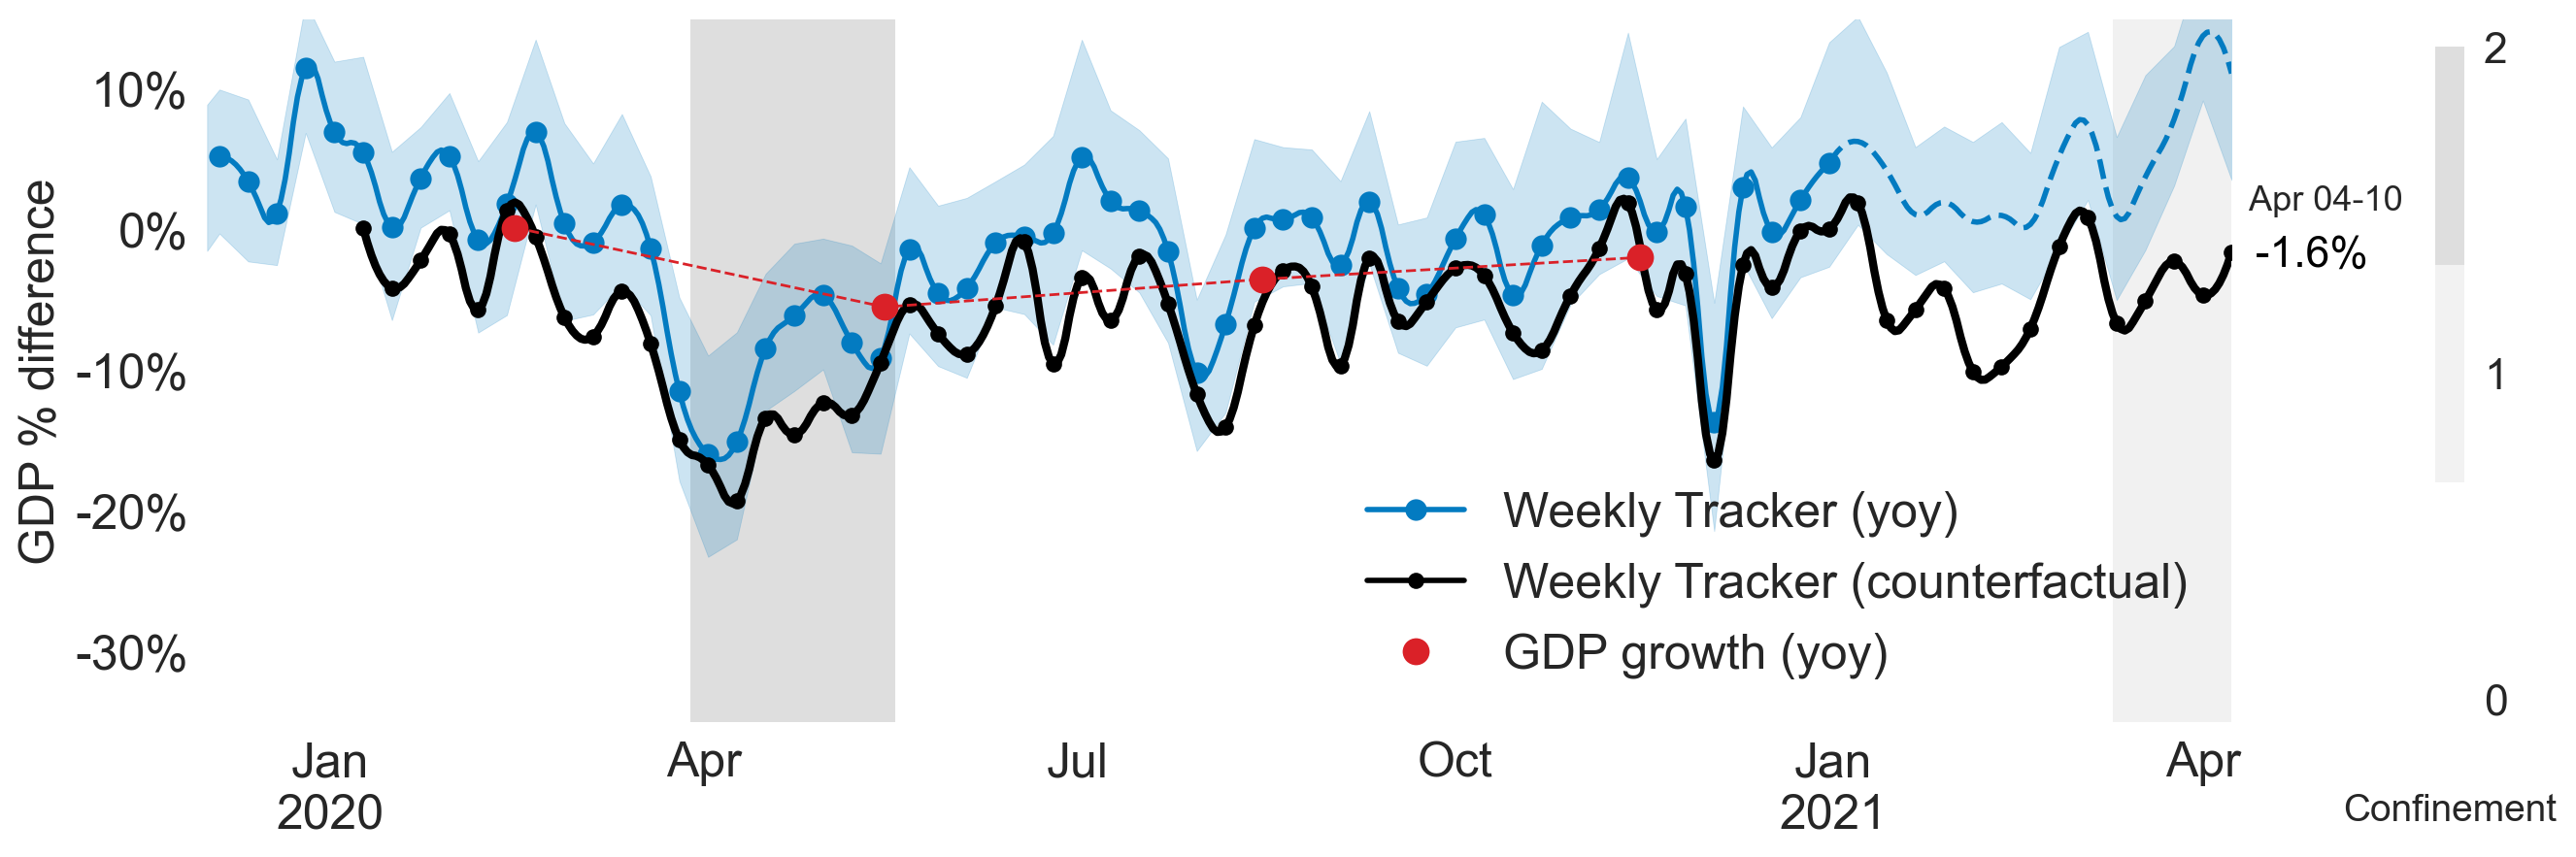 GDP % difference
10%
0%
-10%
-20%
-30%
Jan
2020
Apr
Jul
Oct
Jan
2021
Apr
Weekly Tracker (yoy)
Weekly Tracker (counterfactual)
GDP growth (yoy)
Apr 04-10
-1.6%
2
1
0
Confinement